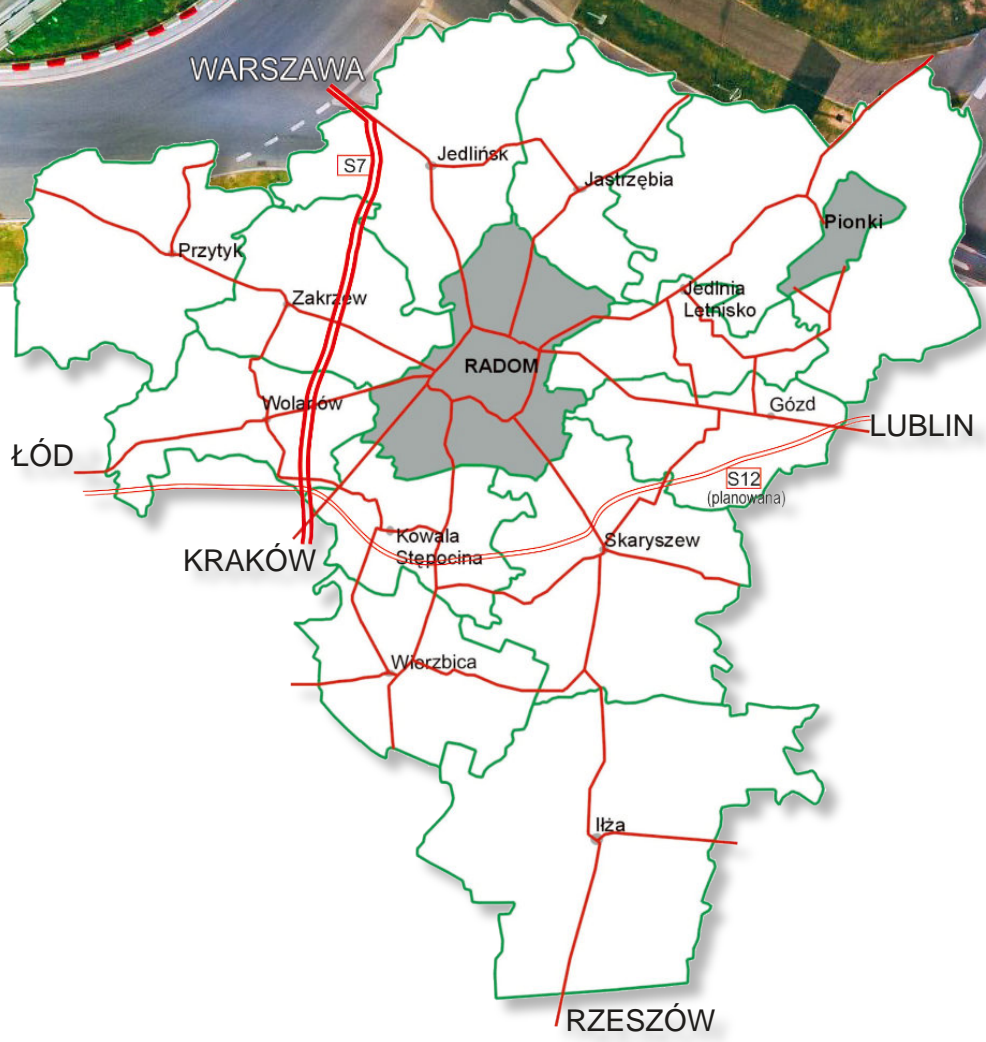 WARSZAWA
S7
Jedlińsk
Jastrzębia
Pionki
Przytyk
Zakrzew
Jedlnia
Letnisko
RADOM
Wolanów
Gózd
LUBLIN
ŁÓD
S12
(planowana)
KRAKÓW
Kowala
Stępocina
Skaryszew
Wierzbica
Iłża
RZESZÓW